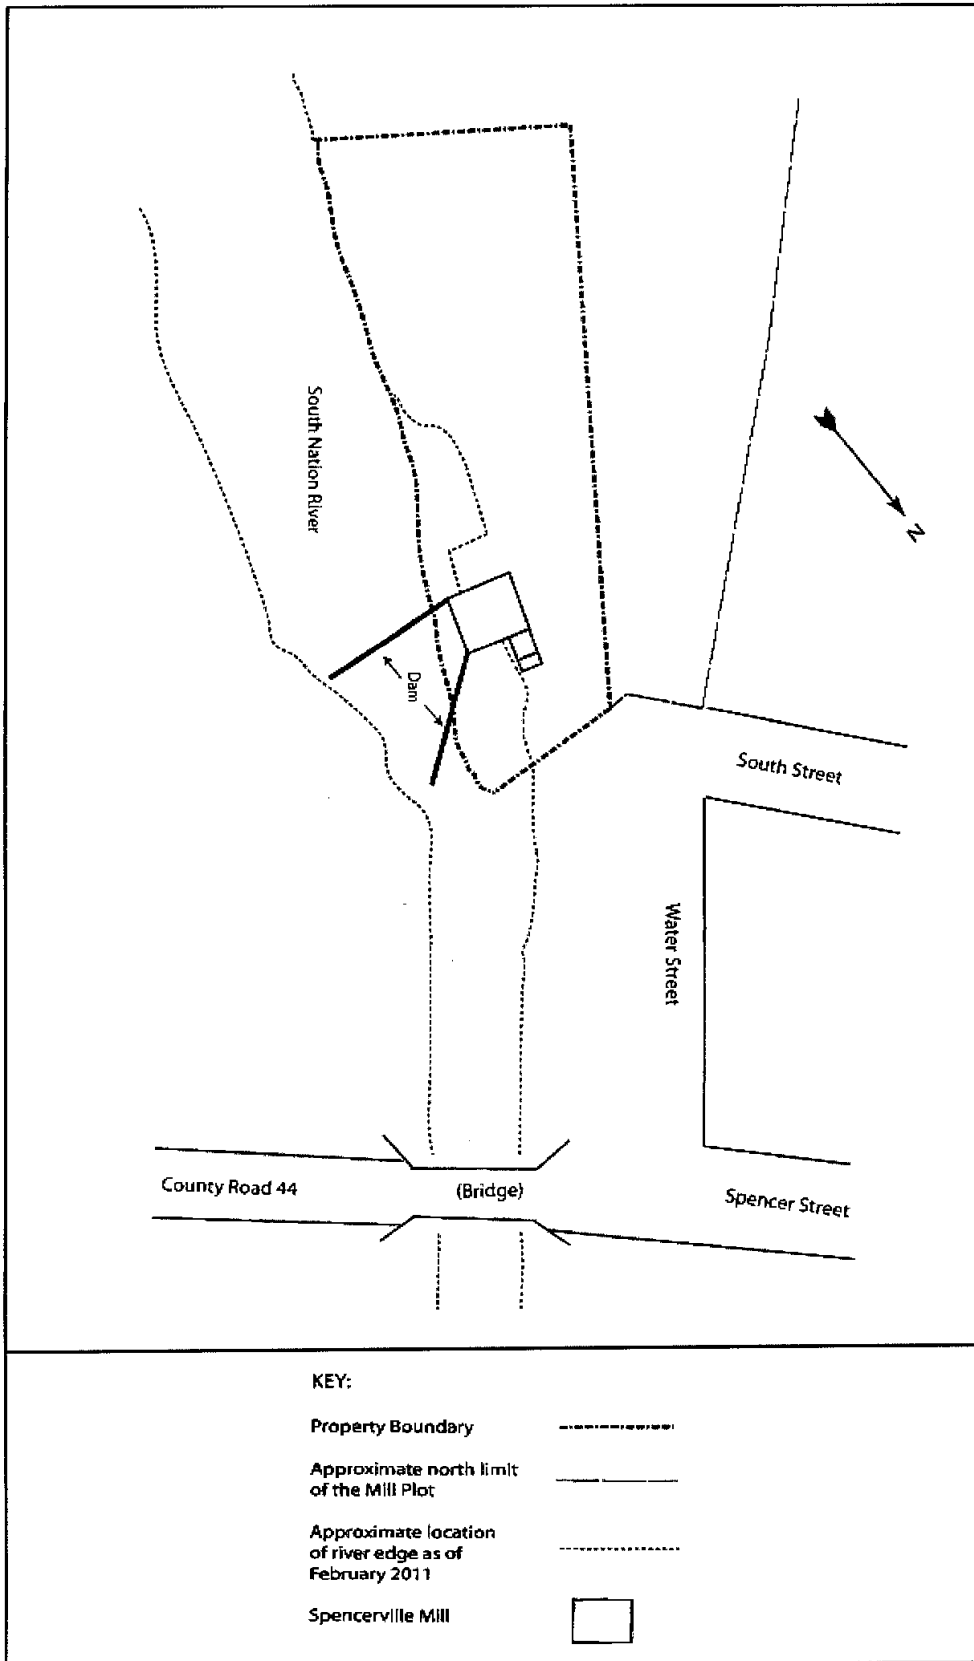 N
South Nation River
Dam
South Street
Water Street
County Road 44
(Bridge)
Spencer Street
KEY:
Property Boundary
Approximate north limit
of the Mill Plot
Approximate location
of river edge as of
February 2011
Spencerville Mill